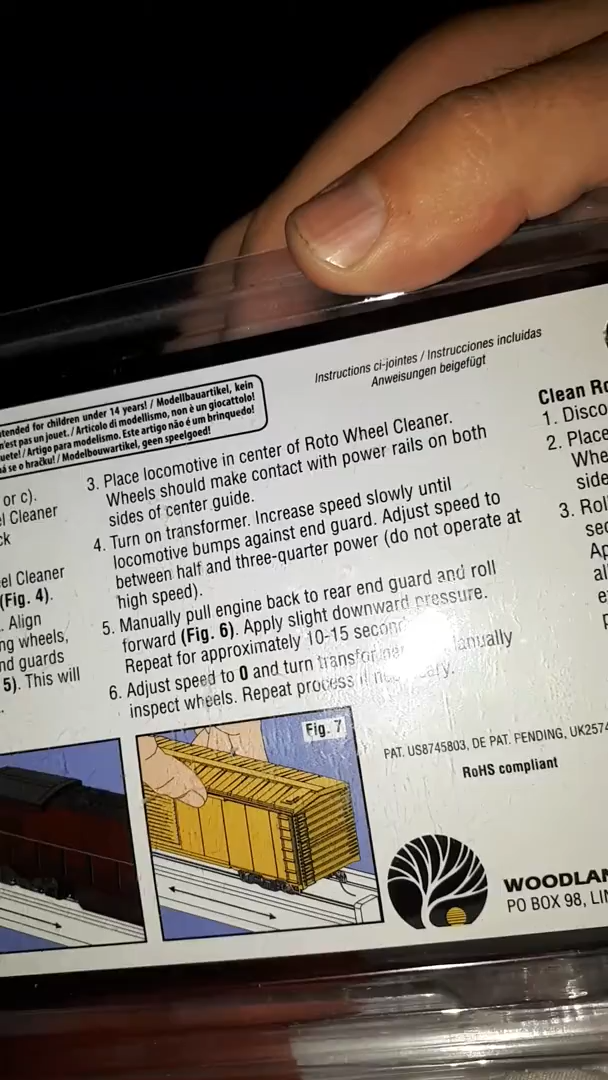 Instructions ci-jointes / Instrucciones incluidas
Anweisungen beigefügt
tended for children under 14 years! / Modellbauartikel, kein
n'est pas un jouet. / Articolo di modellismo, non è un giocattolo!
uete! / Artigo para modelismo. Este artigo não é um brinquedo!
á se o hračku! / Modelbouwartikel, geen speelgoed!
or c).
el Cleaner
ck
el Cleaner
(Fig. 4).
. Align
ng wheels,
nd guards
5). This will
3. Place locomotive in center of Roto Wheel Cleaner.
Wheels should make contact with power rails on both
sides of center guide.
4. Turn on transformer. Increase speed slowly until
locomotive bumps against end guard. Adjust speed to
between half and three-quarter power (do not operate at
high speed).
5. Manually pull engine back to rear end guard and roll
forward (Fig. 6). Apply slight downward pressure.
Repeat for approximately 10-15 second
6. Adjust speed to 0 and turn transfor anually
inspect wheels. Repeat process if ary.
Clean Ro
1. Disco
2. Place
Whe
side
3. Rol
sec
Ap
al
e
Fig. 7
PAT. US8745803, DE PAT. PENDING, UK2574
RoHS compliant
WOODLAN
PO BOX 98, LIN